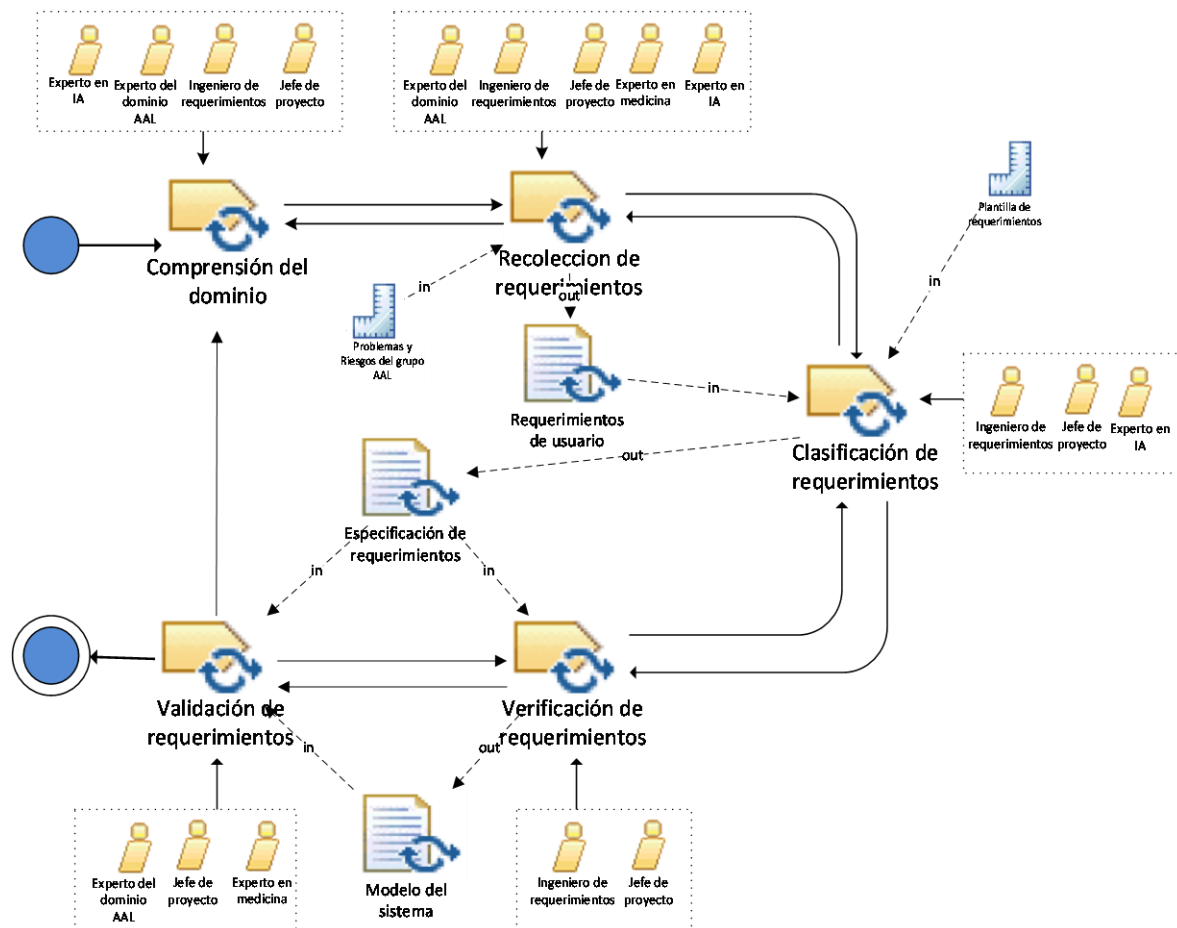 Experto en
IA
Experto del
dominio
AAL
Ingeniero de
requerimientos
Jefe de
proyecto
Experto del
dominio
AAL
Ingeniero de
requerimientos
Jefe de
proyecto
Experto en
medicina
Experto en
IA
Plantilla de
requerimientos
Comprensión del
dominio
Recoleccion de
requerimientos
in
out
in
Problemas y
Riesgos del grupo
AAL
in
Requerimientos
de usuario
Ingeniero de
requerimientos
Jefe de
proyecto
Experto en
IA
Clasificación de
requerimientos
out
Especificación de
requerimientos
in
in
Validación de
requerimientos
Verificación de
requerimientos
in
out
Experto del
dominio
AAL
Jefe de
proyecto
Experto en
medicina
Modelo del
sistema
Ingeniero de
requerimientos
Jefe de
proyecto